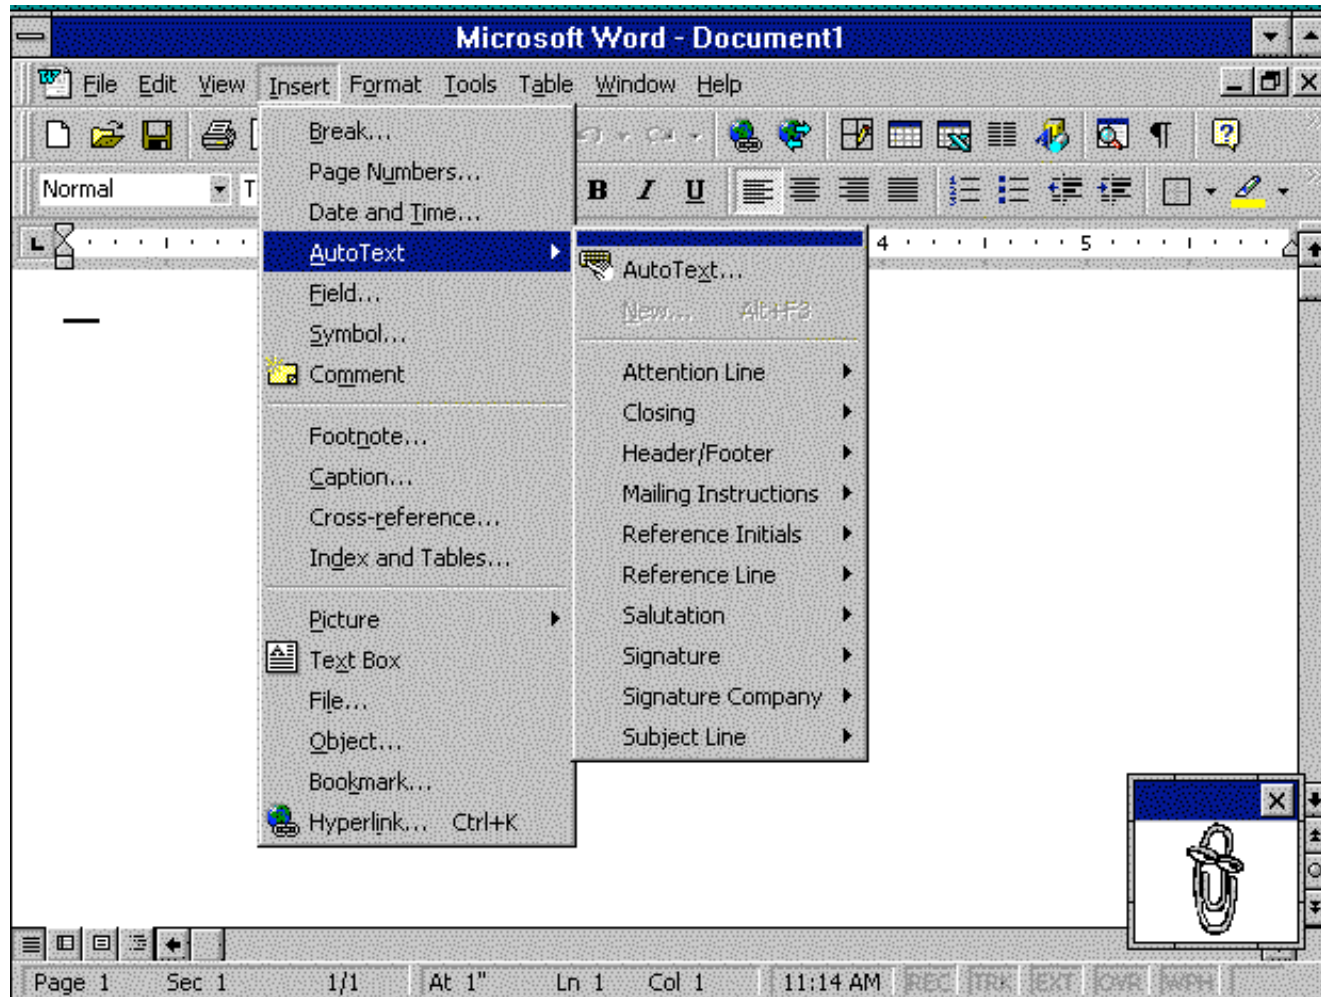 Microsoft Word - Document1
File Edit View Insert Format Tools Table Window Help
Normal T B I U
Break...
Page Numbers...
Date and Time...
AutoText
Field...
Symbol...
Comment
Footnote...
Caption...
Cross-reference...
Index and Tables...
Picture
Text Box
File...
Object...
Bookmark...
Hyperlink... Ctrl+K
4 5
AutoText...
New... Alt+F3
Attention Line
Closing
Header/Footer
Mailing Instructions
Reference Initials
Reference Line
Salutation
Signature
Signature Company
Subject Line
Page 1 Sec 1 1/1 At 1" Ln 1 Col 1 11:14 AM REC TRK EXT OVR WPH